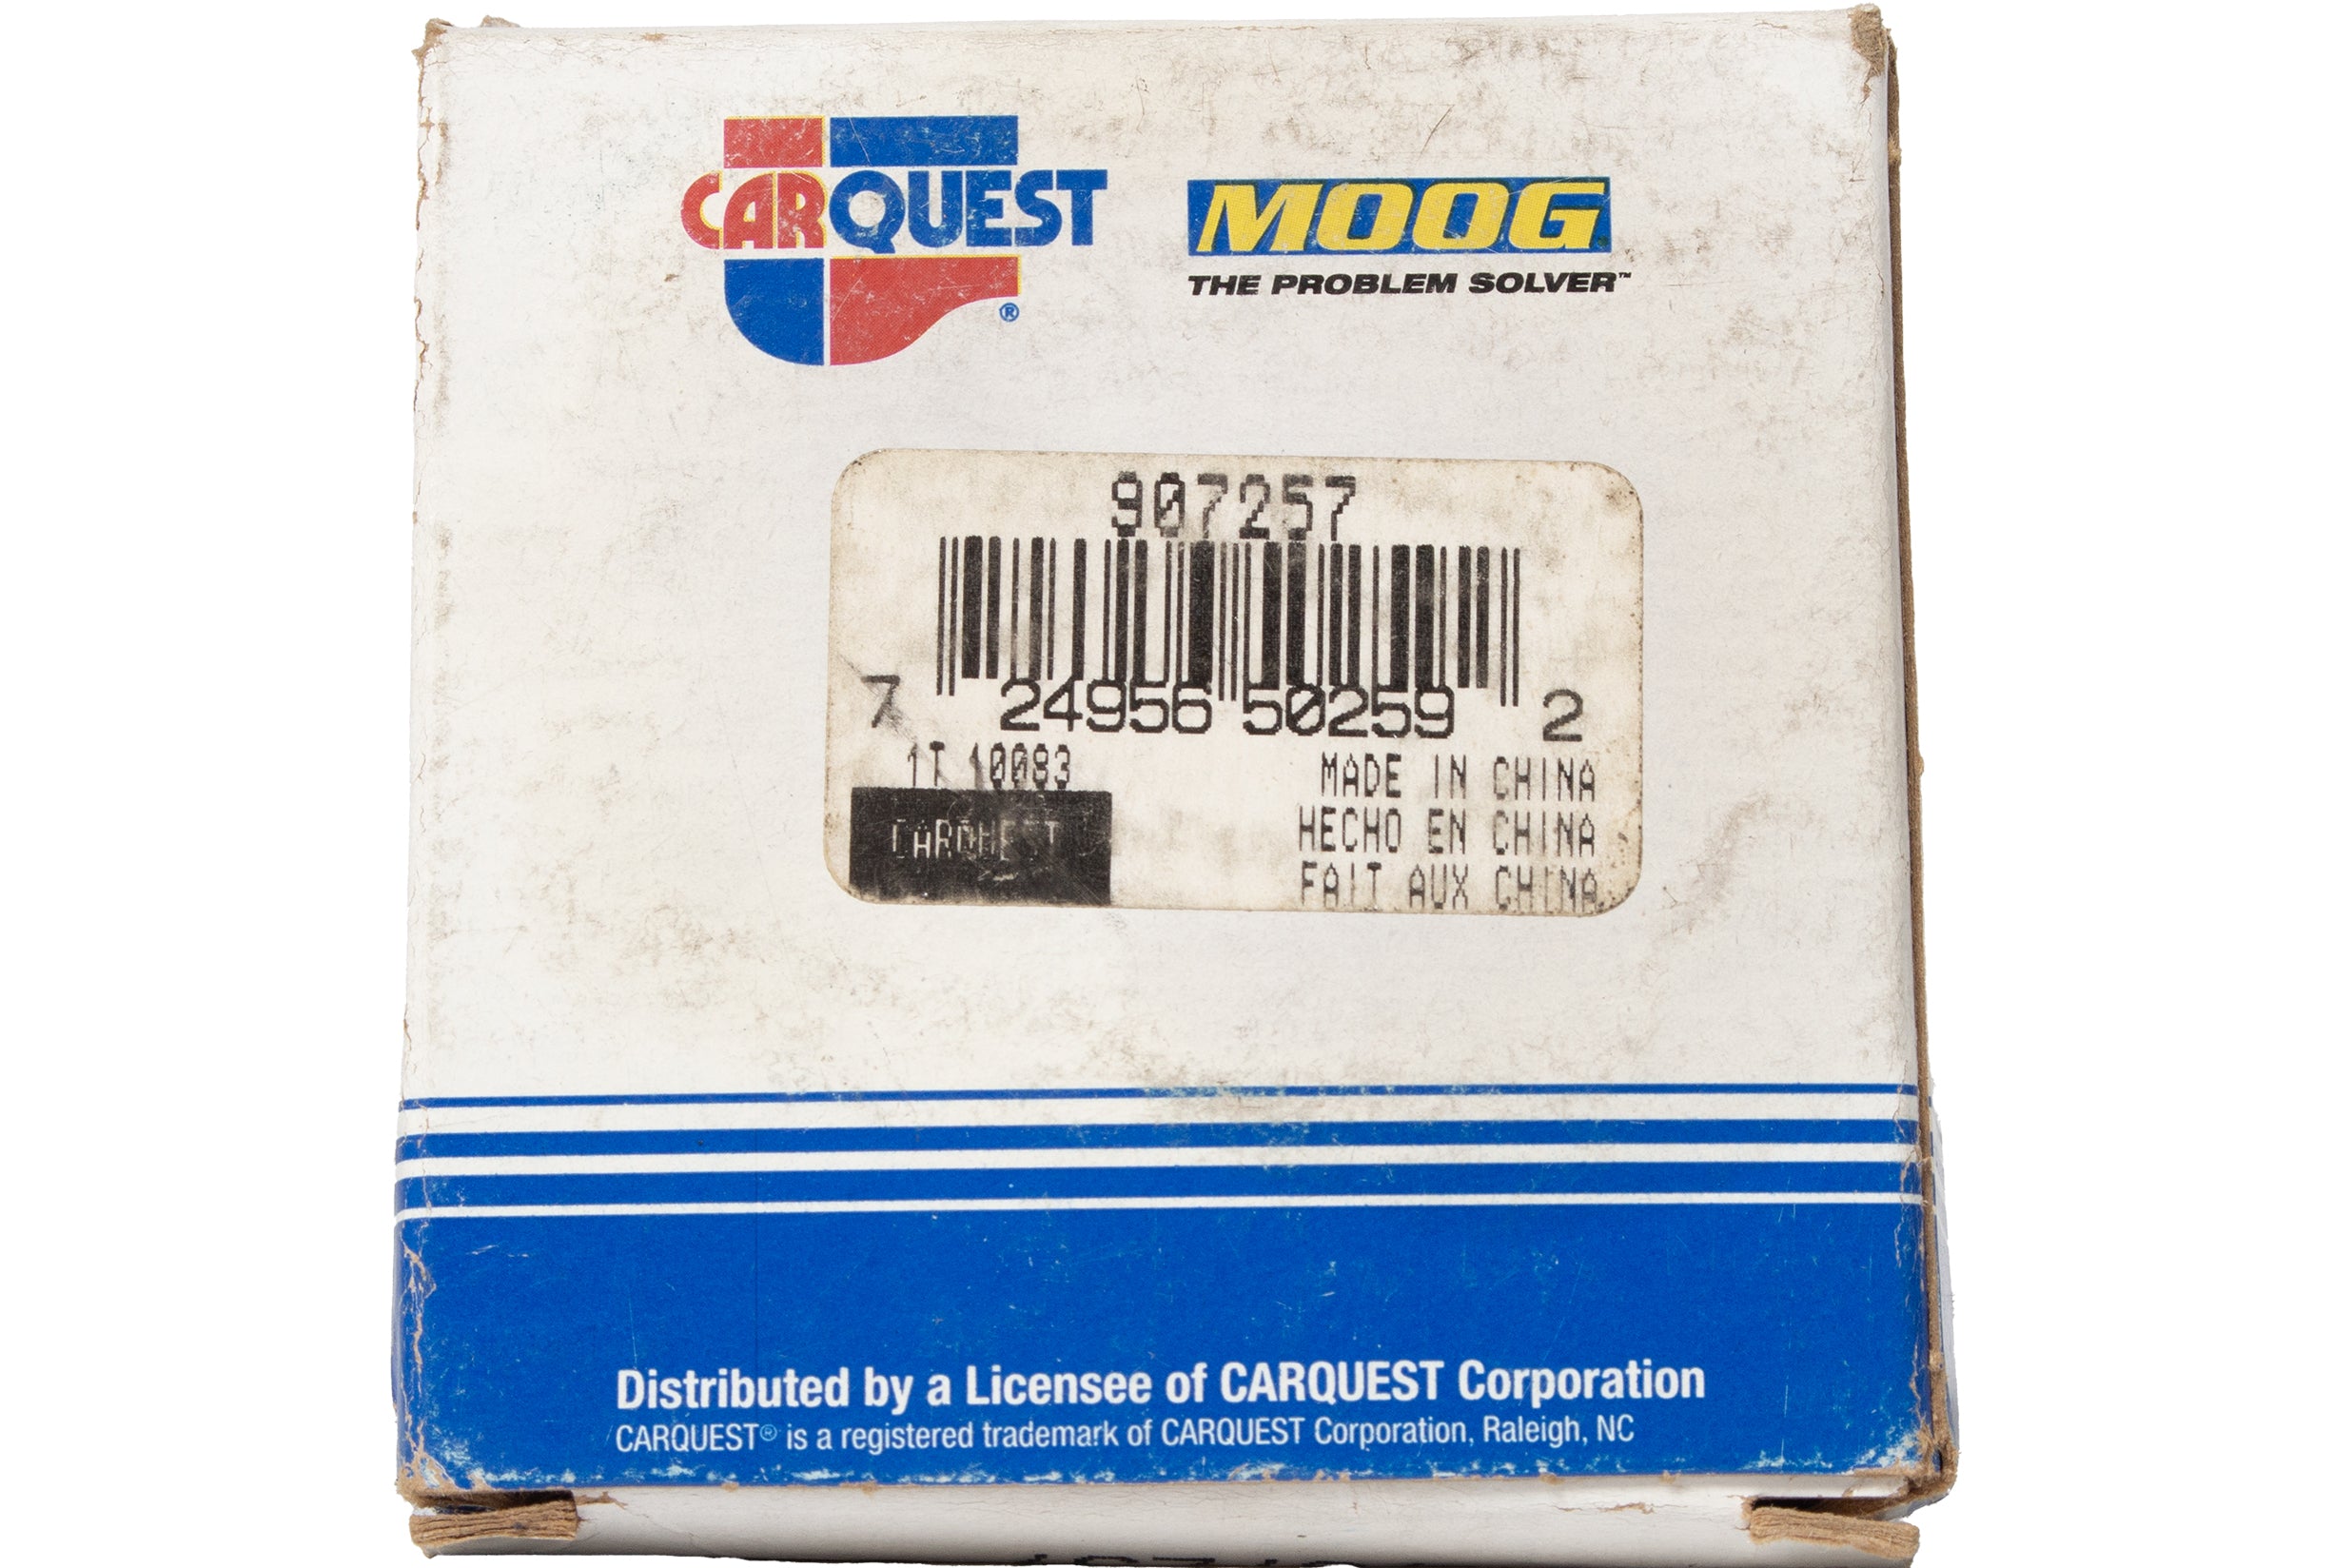 CARQUEST ®
MOOG
THE PROBLEM SOLVER™
907257
7 24956 50259 2
1T 10083
CARQUEST
MADE IN CHINA
HECHO EN CHINA
FAIT AUX CHINA
Distributed by a Licensee of CARQUEST Corporation
CARQUEST® is a registered trademark of CARQUEST Corporation, Raleigh, NC